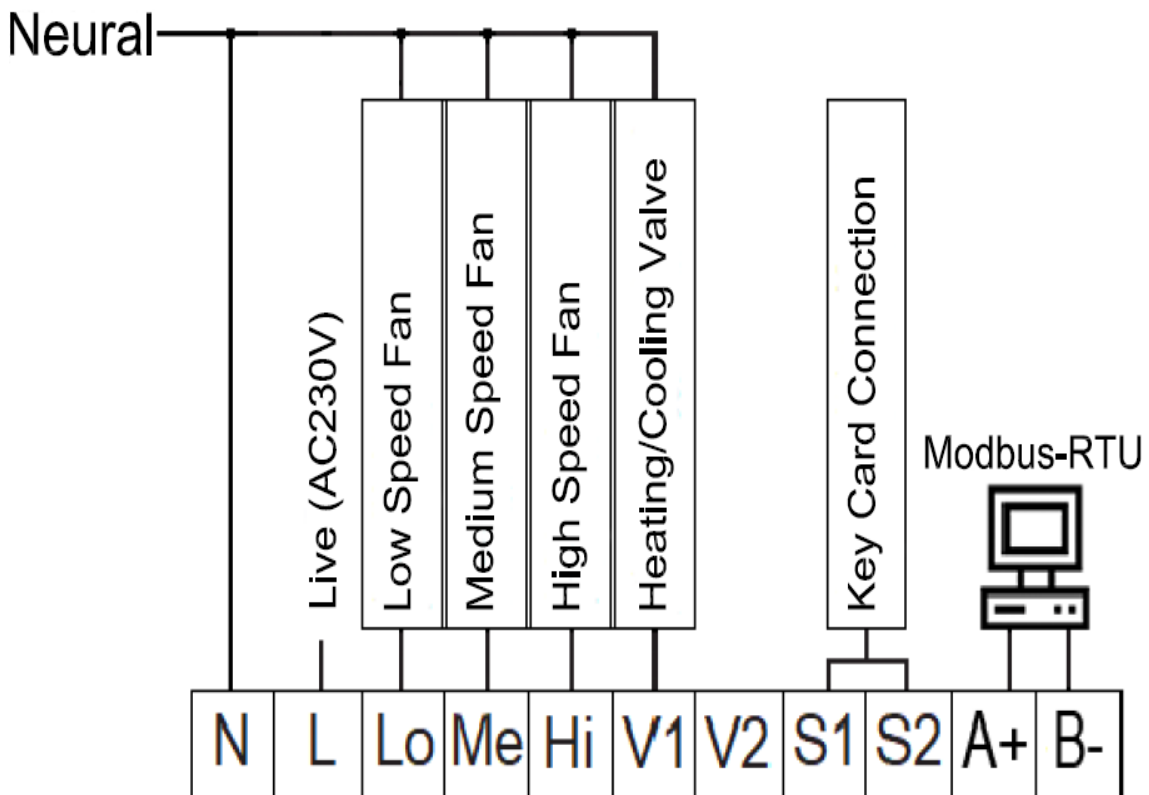 Neural
Live (AC230V)
Low Speed Fan
Medium Speed Fan
High Speed Fan
Heating/Cooling Valve
Key Card Connection
Modbus-RTU
N L Lo Me Hi V1 V2 S1 S2 A+ B-